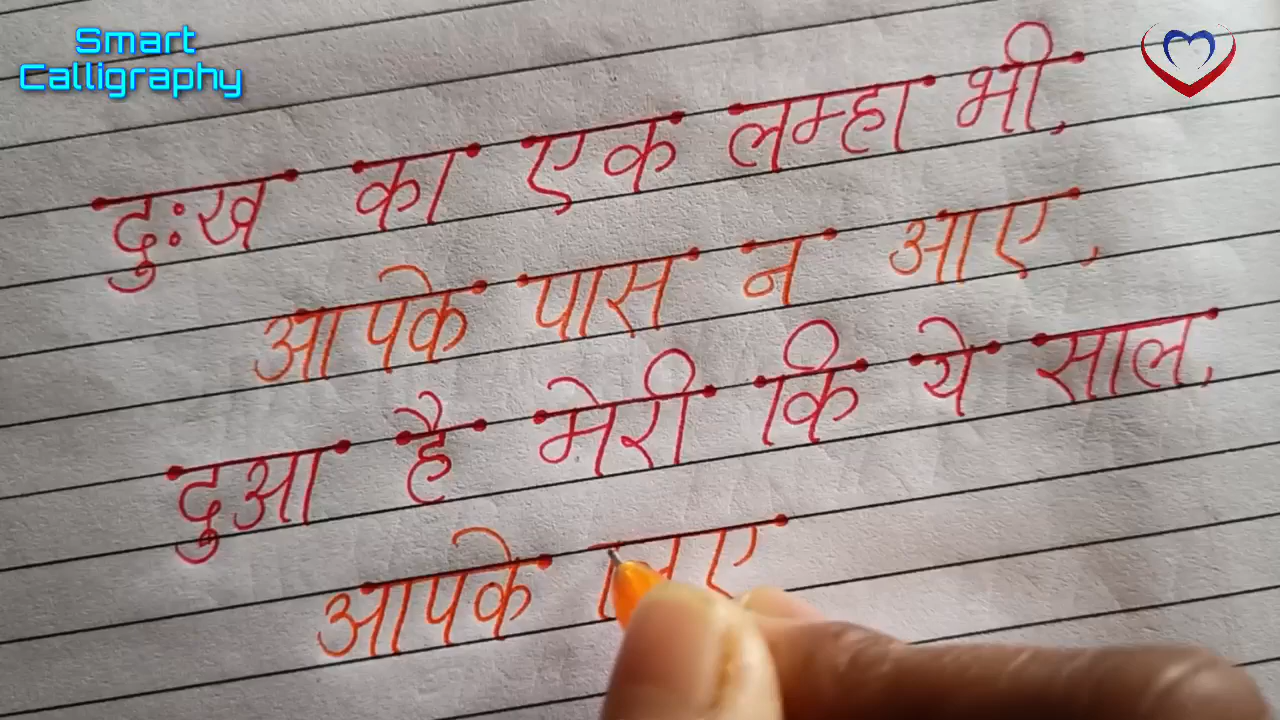 Smart
Calligraphy
दुःख का एक लम्हा भी,
आपके पास न आए,
दुआ है मेरी कि ये साल,
आपके